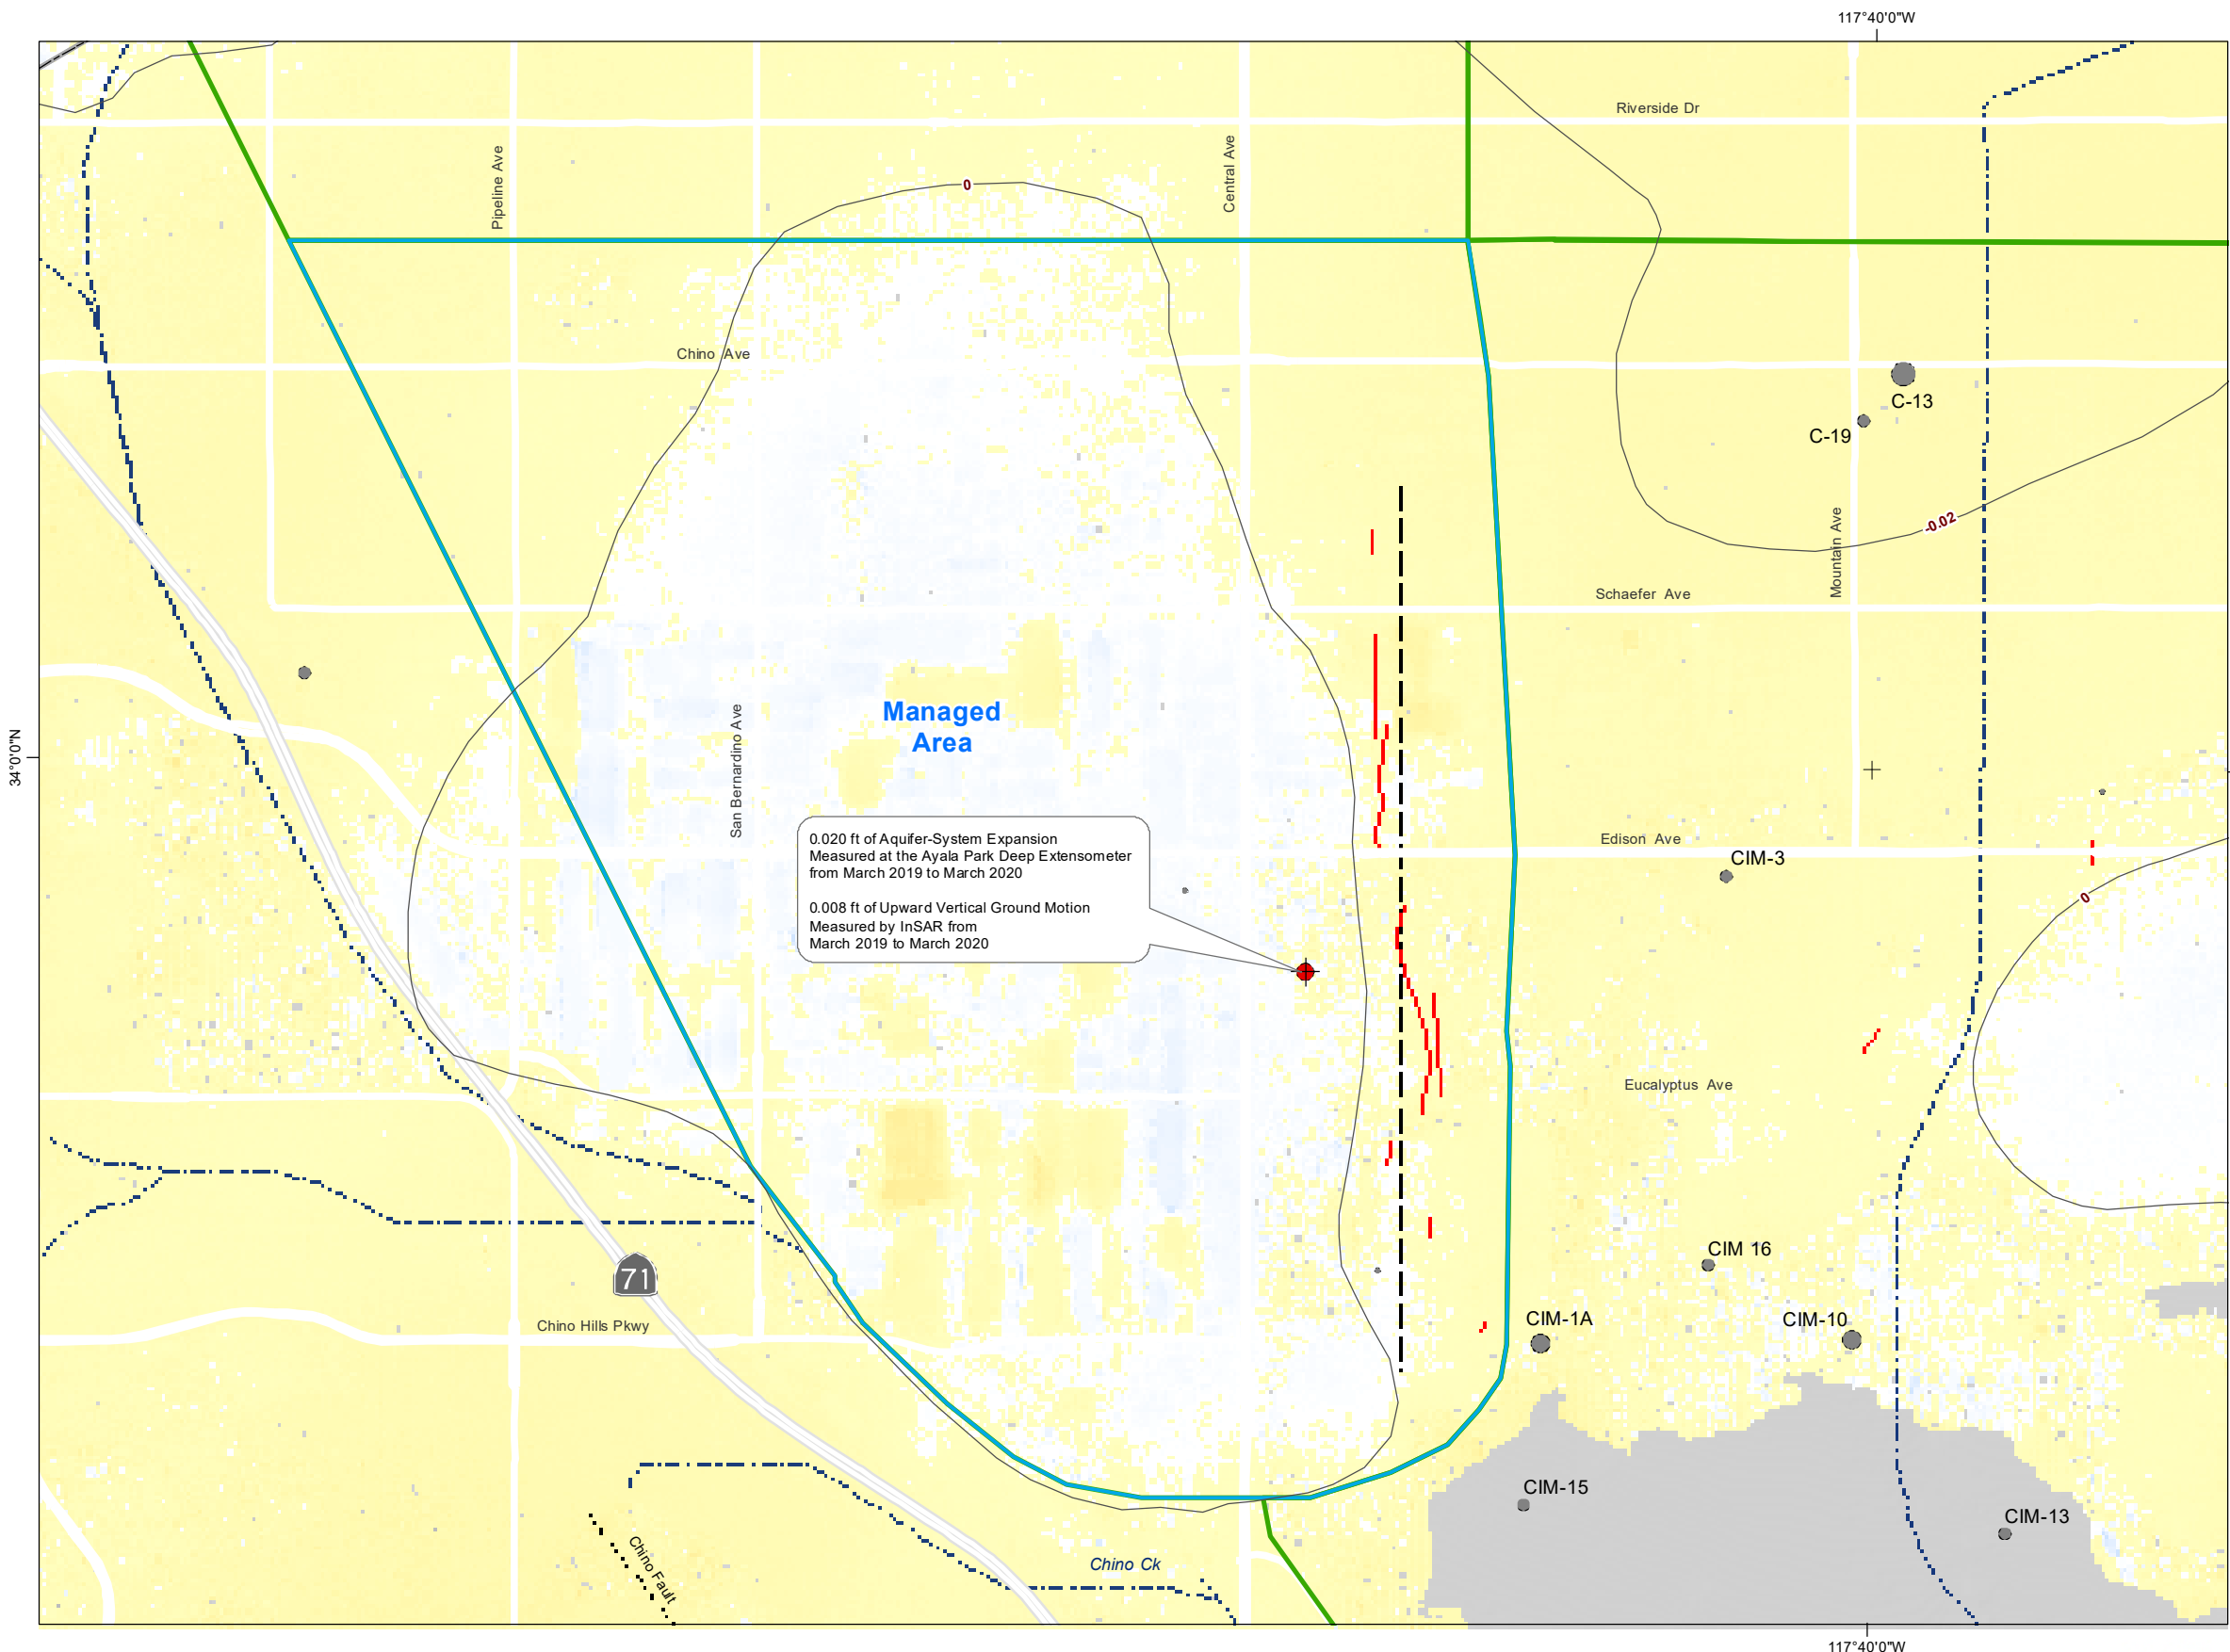 117°40'0"W
Riverside Dr
Pipeline Ave
Central Ave
0
Chino Ave
C-13
C-19
-0.02
Mountain Ave
Schaefer Ave
Managed
Area
San Bernardino Ave
34°0'0"N
0.020 ft of Aquifer-System Expansion
Measured at the Ayala Park Deep Extensometer
from March 2019 to March 2020
0.008 ft of Upward Vertical Ground Motion
Measured by InSAR from
March 2019 to March 2020
Edison Ave
CIM-3
0
Eucalyptus Ave
CIM 16
71
Chino Hills Pkwy
CIM-1A
CIM-10
CIM-15
CIM-13
Chino Fault
Chino Ck
117°40'0"W